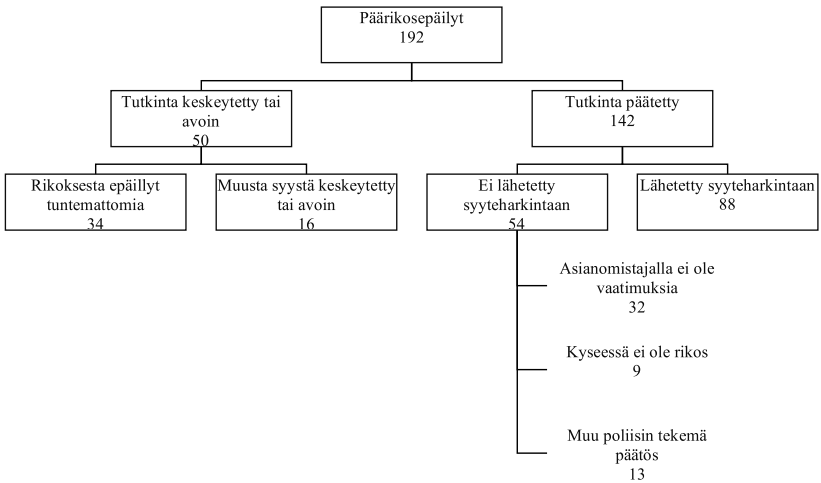 Päärikosepäilyt
192
Tutkinta keskeytetty tai
avoin
50
Tutkinta päätetty
142
Rikoksesta epäillyt
tuntemattomia
34
Muusta syystä keskeytetty
tai avoin
16
Ei lähetetty
syyteharkintaan
54
Lähetetty syyteharkintaan
88
Asianomistajalla ei ole
vaatimuksia
32
Kyseessä ei ole rikos
9
Muu poliisin tekemä
päätös
13